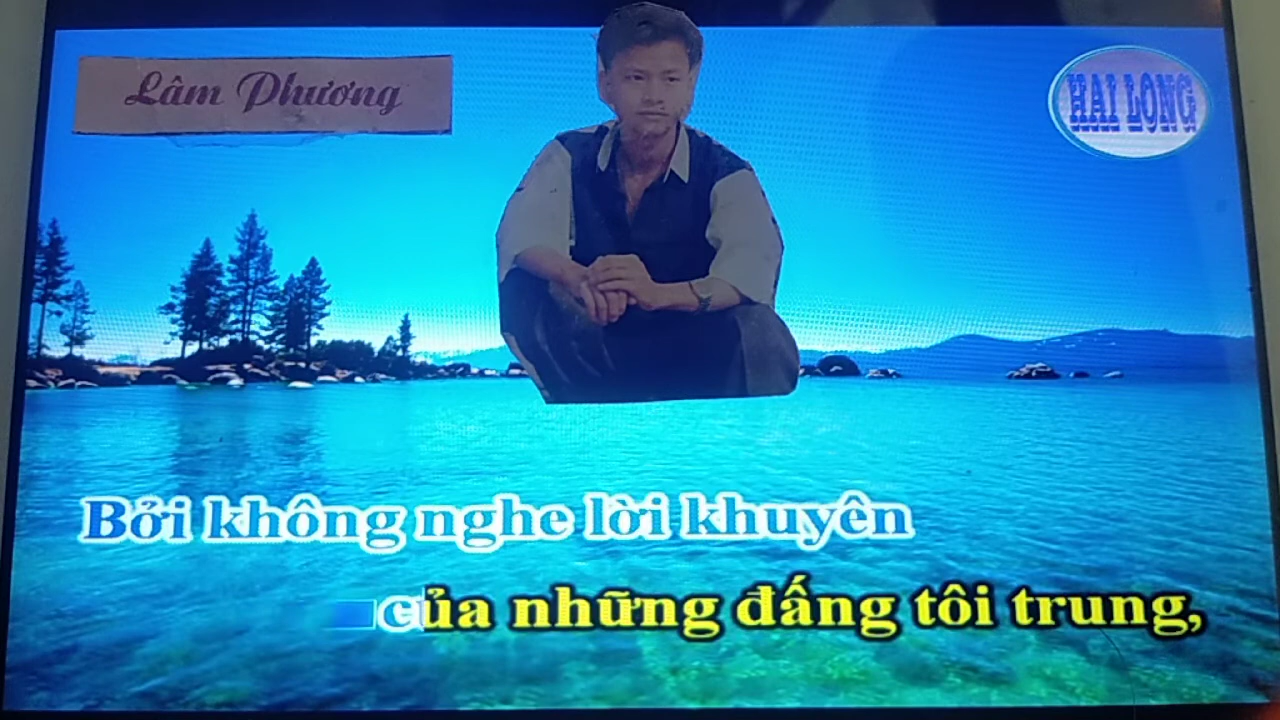 Lâm Phương
HAI LONG
Bởi không nghe lời khuyên
của những đấng tôi trung,